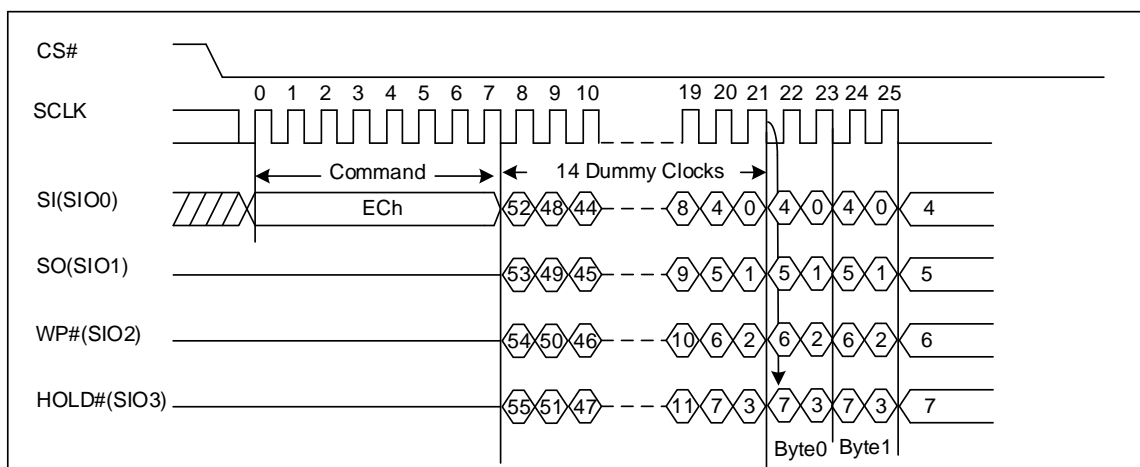 CS#
0 1 2 3 4 5 6 7 8 9 10 19 20 21 22 23 24 25
SCLK
Command 14 Dummy Clocks
SI(SIO0) ECh 52 48 44 8 4 0 4 0 4 0 4
SO(SIO1) 53 49 45 9 5 1 5 1 5 1 5
WP#(SIO2) 54 50 46 10 6 2 6 2 6 2 6
HOLD#(SIO3) 55 51 47 11 7 3 7 3 7 3 7
Byte0 Byte1